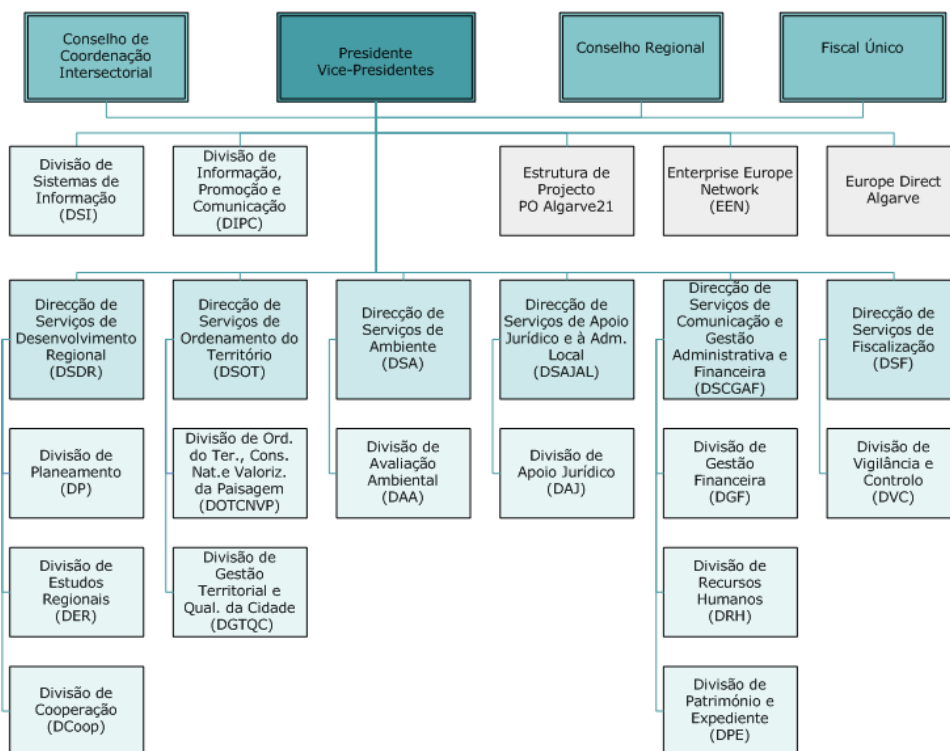 Conselho de
Coordenação
Intersectorial
Presidente
Vice-Presidentes
Conselho Regional
Fiscal Único
Divisão de
Sistemas de
Informação
(DSI)
Divisão de
Informação,
Promoção e
Comunicação
(DIPC)
Estrutura de
Projecto
PO Algarve21
Enterprise Europe
Network
(EEN)
Europe Direct
Algarve
Direcção de
Serviços de
Desenvolvimento
Regional
(DSDR)
Direcção de
Serviços de
Ordenamento do
Território
(DSOT)
Direcção de
Serviços de
Ambiente
(DSA)
Direcção de
Serviços de Apoio
Jurídico e à Adm.
Local
(DSAJAL)
Direcção de
Serviços de
Comunicação e
Gestão
Administrativa e
Financeira
(DSCGAF)
Direcção de
Serviços de
Fiscalização
(DSF)
Divisão de
Planeamento
(DP)
Divisão de Ord.
do Ter., Cons.
Nat.e Valoriz.
da Paisagem
(DOTCNVP)
Divisão de
Avaliação
Ambiental
(DAA)
Divisão de
Apoio Jurídico
(DAJ)
Divisão de
Gestão
Financeira
(DGF)
Divisão de
Vigilância e
Controlo
(DVC)
Divisão de
Estudos
Regionais
(DER)
Divisão de
Gestão
Territorial e
Qual. da Cidade
(DGTQC)
Divisão de
Recursos
Humanos
(DRH)
Divisão de
Cooperação
(DCoop)
Divisão de
Património e
Expediente
(DPE)